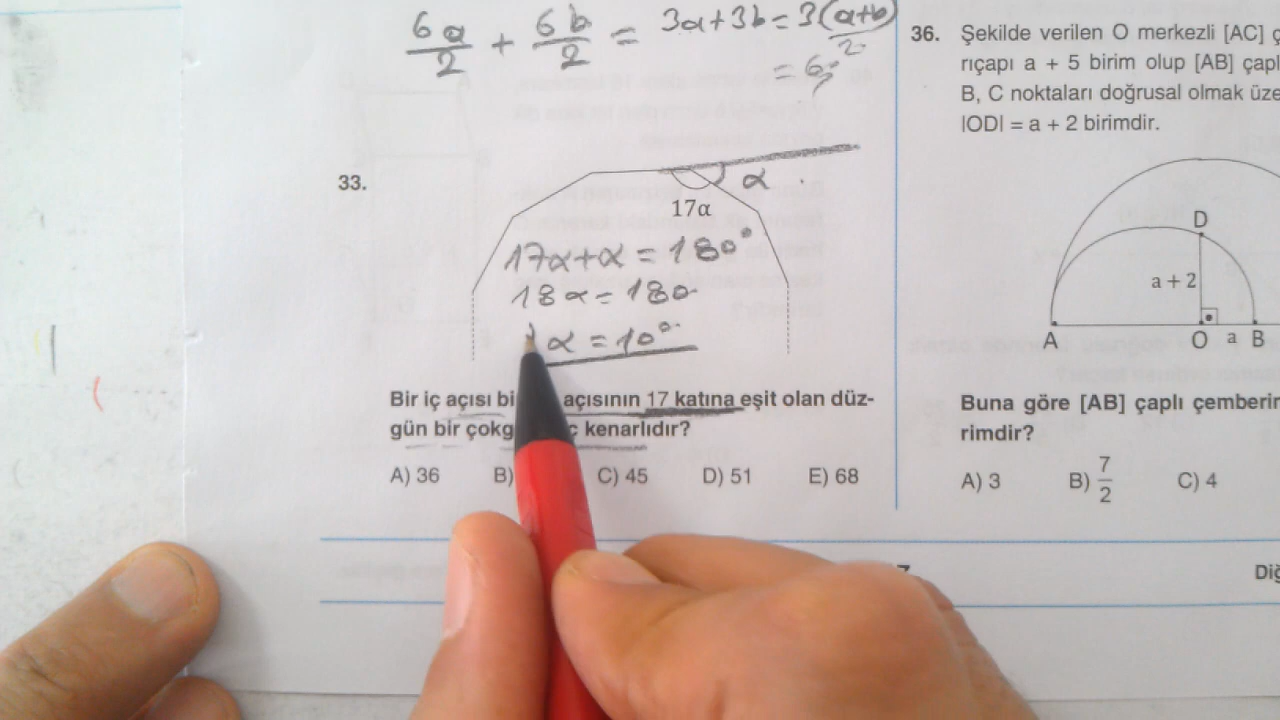 6a/2 + 6b/2 = 3a+3b = 3(a+b)
2
= 6
33.
α
17α
17α+α = 180°
18α = 180
α = 10°
Bir iç açısı bi açısının 17 katına eşit olan düz-
gün bir çokg ç kenarlıdır?
A) 36 B) C) 45 D) 51 E) 68
36. Şekilde verilen O merkezli [AC] ç
rıçapı a + 5 birim olup [AB] çapl
B, C noktaları doğrusal olmak üze
|OD| = a + 2 birimdir.
D
a + 2
A O a B
Buna göre [AB] çaplı çemberin
rimdir?
A) 3 B) 7/2 C) 4
Diğ